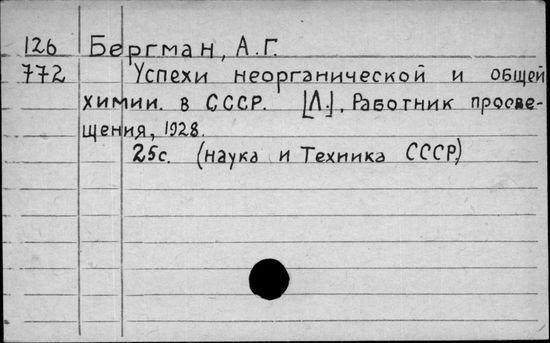 126 Бергман, А.Г.
772 Успехи неорганической и общей
химии. в СССР. [Л.], Работник просве-
щения, 1928.
25с. (наука и Техника СССР)